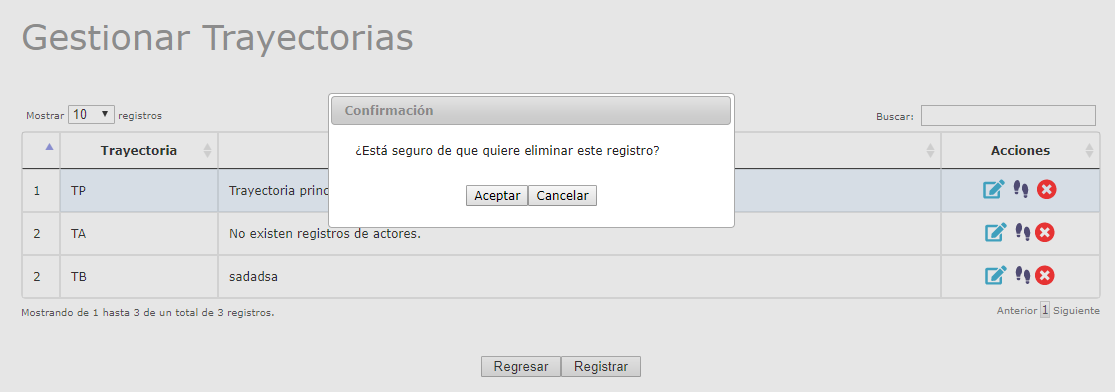 Gestionar Trayectorias
Mostrar 10 registros
Buscar:
Confirmación
¿Está seguro de que quiere eliminar este registro?
Aceptar Cancelar
Trayectoria Acciones
1 TP Trayectoria princ
2 TA No existen registros de actores.
2 TB sadadsa
Mostrando de 1 hasta 3 de un total de 3 registros.
Anterior 1 Siguiente
Regresar Registrar